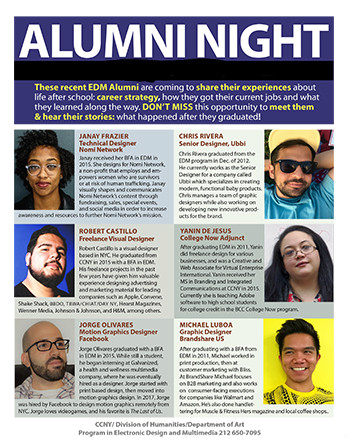 ALUMNI NIGHT
These recent EDM Alumni are coming to share their experiences about
life after school: career strategy, how they got their current jobs and what
they learned along the way. DON'T MISS this opportunity to meet them
& hear their stories: what happened after they graduated!
JANAY FRAZIER
Technical Designer
Nomi Network
Janay received her BFA in EDM in
2015. She designs for Nomi Network,
a non-profit that employs and em-
powers women who are survivors
or at risk of human trafficking. Janay
visually shapes and communicates
Nomi Network's content through
fundraising, sales, special events,
and social media in order to increase
awareness and resources to further Nomi Network's mission.
CHRIS RIVERA
Senior Designer, Ubbi
Chris Rivera graduated from the
EDM program in Dec. of 2012.
He currently works as the Senior
Designer for a company called
Ubbi which specializes in creating
modern, functional baby products.
Chris manages a team of graphic
designers while also working on
developing new innovative prod-
ucts for the brand.
ROBERT CASTILLO
Freelance Visual Designer
Robert Castillo is a visual designer
based in NYC. He graduated from
CCNY in 2015 with a BFA in EDM.
His freelance projects in the past
few years have given him valuable
experience designing advertising
and marketing material for leading
companies such as Apple, Converse,
Shake Shack, BBDO, TBWA/CHIAT/DAY NY, Hearst Magazines,
Wenner Media, Johnson & Johnson, and H&M, among others.
YANIN DE JESUS
College Now Adjunct
After graduating EDM in 2011, Yanin
did freelance design for various
businesses, and was a Creative and
Web Associate for Virtual Enterprise
International. Yanin received her
MS in Branding and Integrated
Communications at CCNY in 2015.
Currently she is teaching Adobe
software to high school students
for college credit in the BCC College Now program.
JORGE OLIVARES
Motion Graphics Designer
Facebook
Jorge Olivares graduated with a BFA
in EDM in 2015. While still a student,
he began interning at Galvanized,
a health and wellness multimedia
company, where he was eventually
hired as a designer. Jorge started with
print based design, then moved into
motion graphics design. In 2017, Jorge
was hired by Facebook to design motion graphics remotely from
NYC. Jorge loves videogames, and his favorite is The Last of Us.
MICHAEL LUBOA
Graphic Designer
Brandshare US
After graduating with a BFA from
EDM in 2011, Michael worked in
print production, then at
customer marketing with Bliss.
At BrandShare Michael focuses
on B2B marketing and also works
on consumer-facing executions
for companies like Walmart and
Amazon. He's also done handlet-
tering for Muscle & Fitness Hers magazine and local coffee shops.
CCNY/ Division of Humanities/Department of Art
Program in Electronic Design and Multimedia 212 650-7095